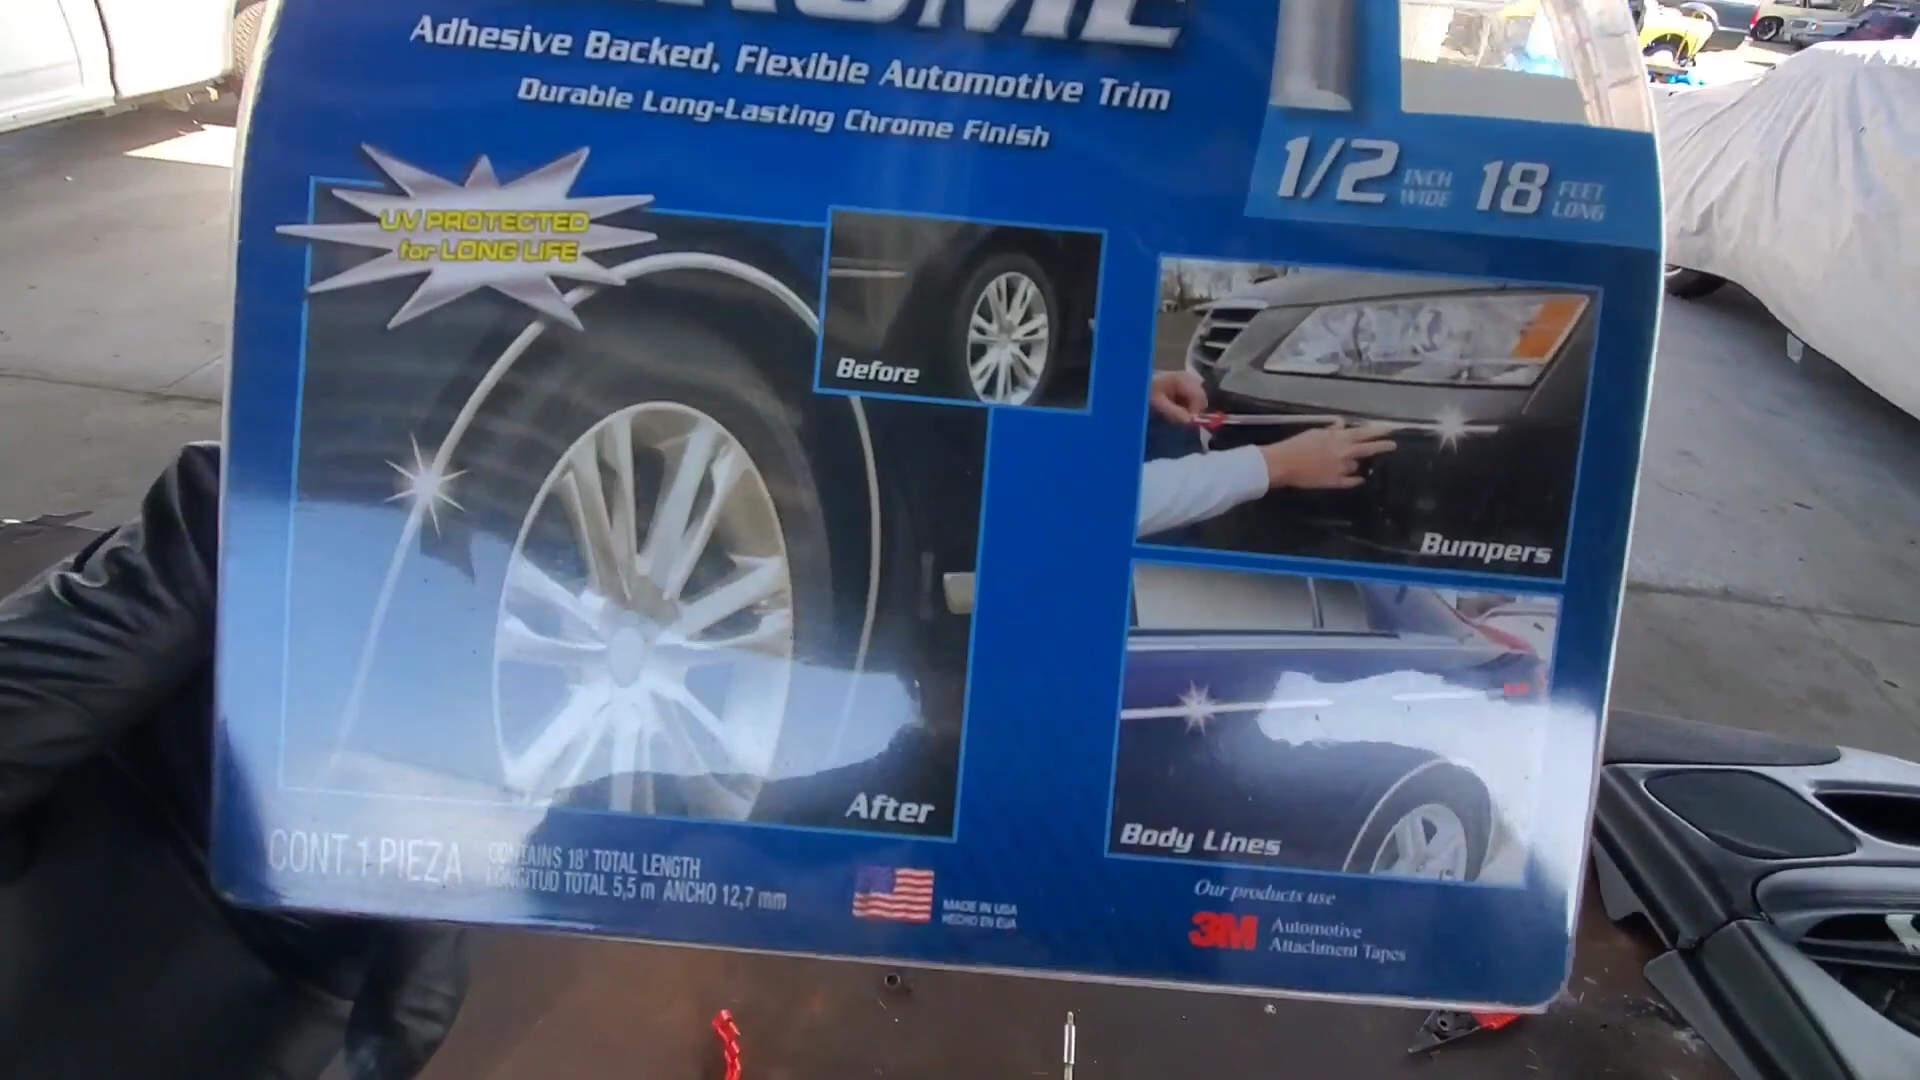 Adhesive Backed, Flexible Automotive Trim
Durable Long-Lasting Chrome Finish
1/2 INCH WIDE 18 FEET LONG
UV PROTECTED
for LONG LIFE
Before
Bumpers
After
Body Lines
CONT. 1 PIEZA
CONTAINS 18' TOTAL LENGTH
LONGITUD TOTAL 5,5 m ANCHO 12,7 mm
MADE IN USA
HECHO EN EUA
Our products use
3M Automotive
Attachment Tapes